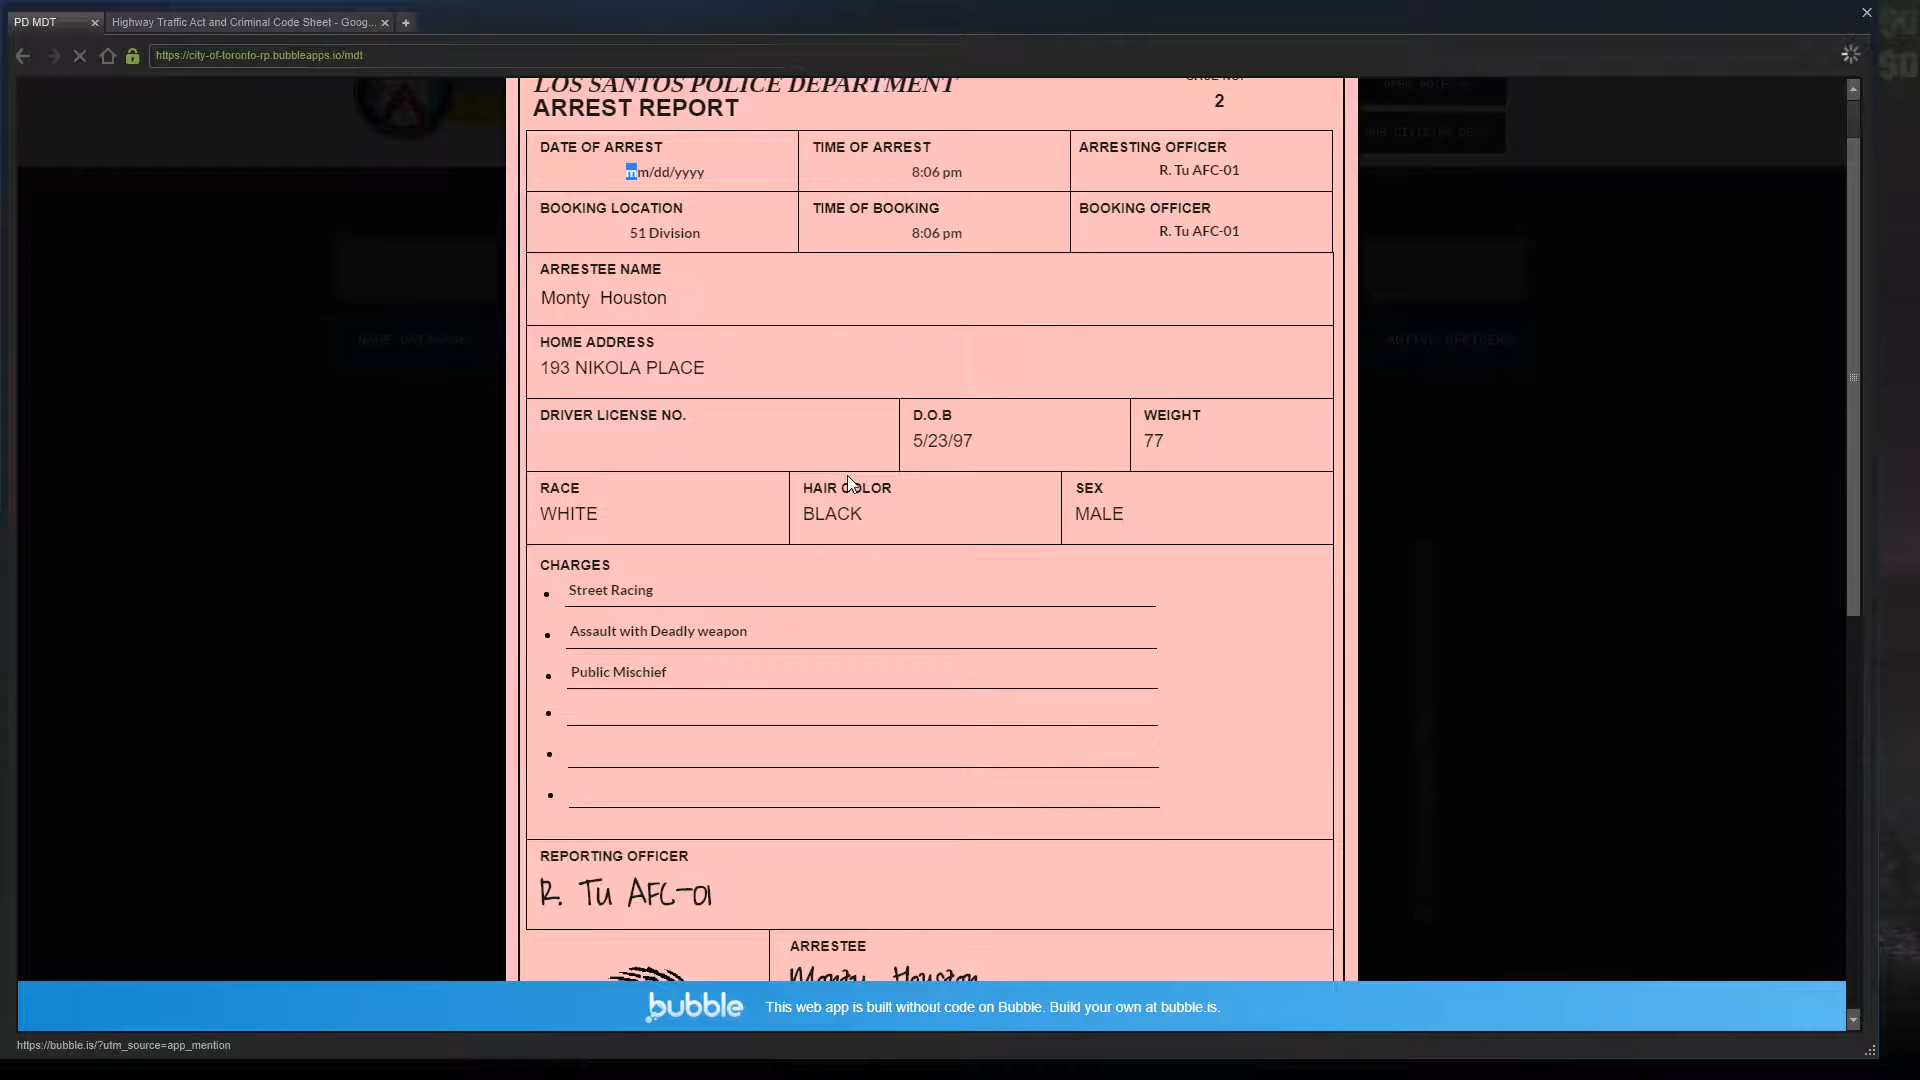 PD MDT
Highway Traffic Act and Criminal Code Sheet - Goog...
https://city-of-toronto-rp.bubbleapps.io/mdt
LOS SANTOS POLICE DEPARTMENT
CASE NO.
ARREST REPORT
2
DATE OF ARREST
mm/dd/yyyy
TIME OF ARREST
8:06 pm
ARRESTING OFFICER
R. Tu AFC-01
BOOKING LOCATION
51 Division
TIME OF BOOKING
8:06 pm
BOOKING OFFICER
R. Tu AFC-01
ARRESTEE NAME
Monty Houston
HOME ADDRESS
193 NIKOLA PLACE
DRIVER LICENSE NO.
D.O.B
5/23/97
WEIGHT
77
RACE
WHITE
HAIR COLOR
BLACK
SEX
MALE
CHARGES
Street Racing
Assault with Deadly weapon
Public Mischief
REPORTING OFFICER
R. Tu AFC-01
ARRESTEE
Monty Houston
NAME DATABASE
ACTIVE OFFICERS
bubble
This web app is built without code on Bubble. Build your own at bubble.is.
https://bubble.is/?utm_source=app_mention